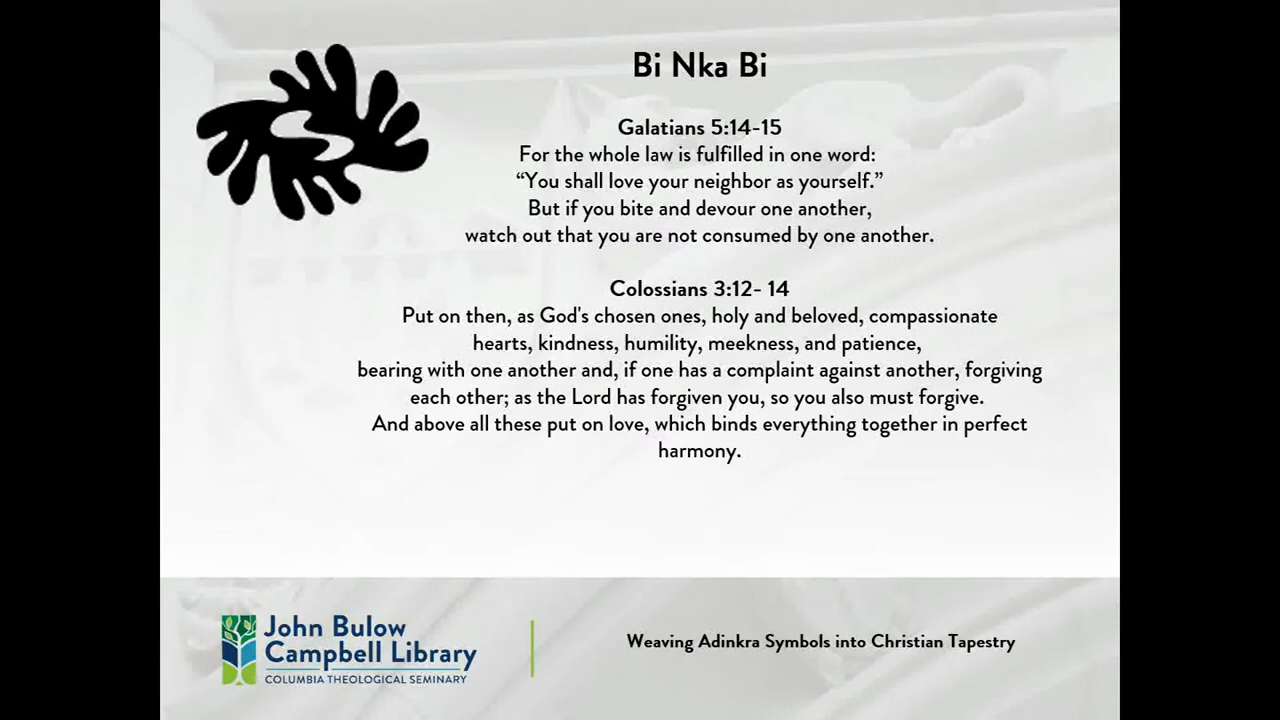 Bi Nka Bi
Galatians 5:14-15
For the whole law is fulfilled in one word:
“You shall love your neighbor as yourself.”
But if you bite and devour one another,
watch out that you are not consumed by one another.
Colossians 3:12- 14
Put on then, as God's chosen ones, holy and beloved, compassionate
hearts, kindness, humility, meekness, and patience,
bearing with one another and, if one has a complaint against another, forgiving
each other; as the Lord has forgiven you, so you also must forgive.
And above all these put on love, which binds everything together in perfect
harmony.
John Bulow
Campbell Library
COLUMBIA THEOLOGICAL SEMINARY
Weaving Adinkra Symbols into Christian Tapestry